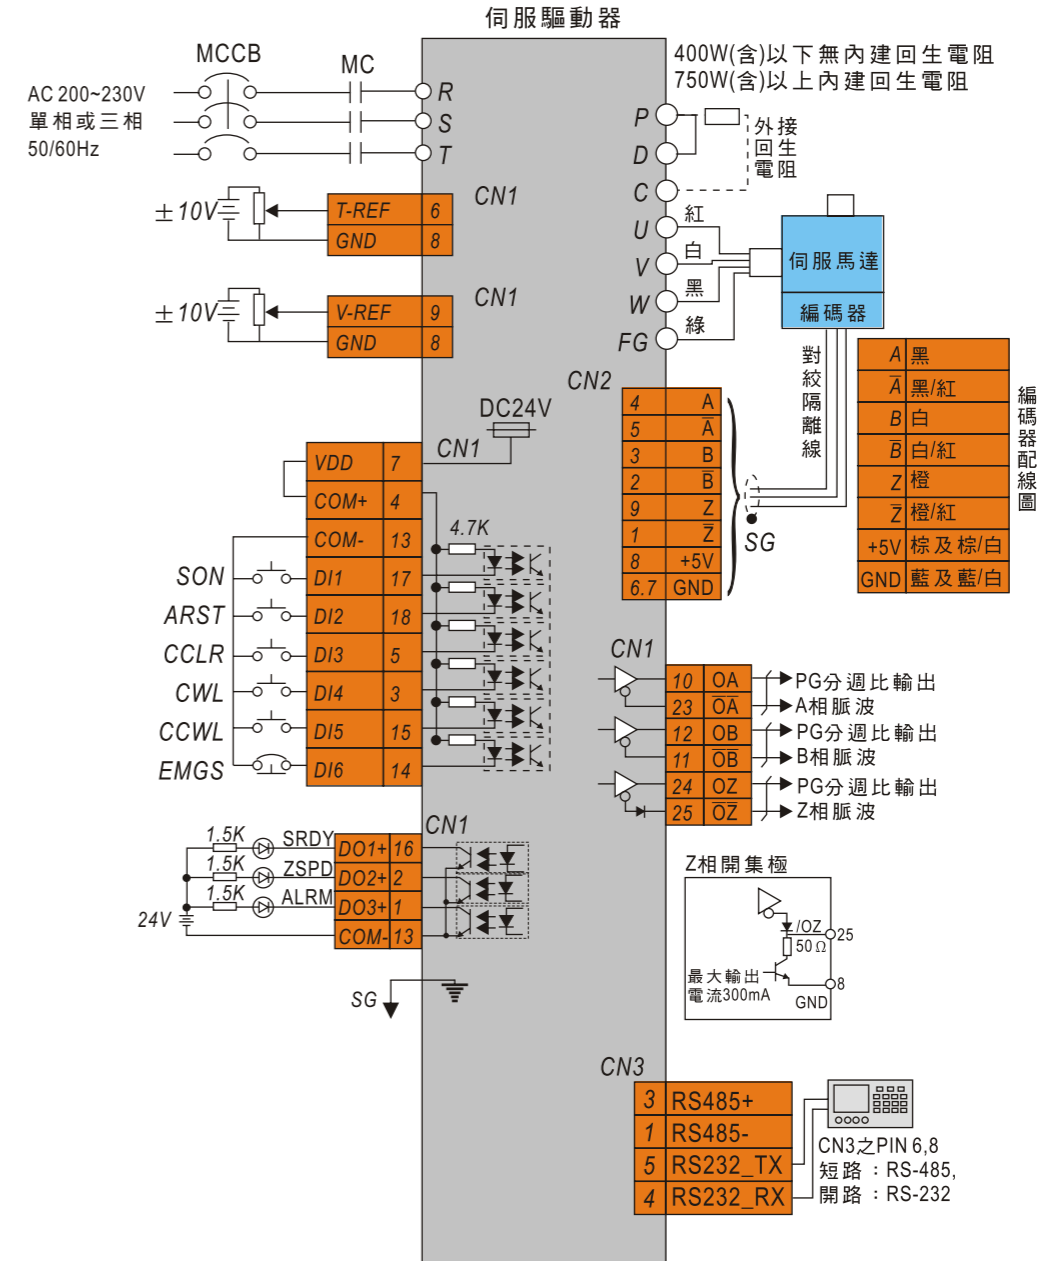 伺服驅動器
MCCB
MC
AC 200~230V
單相或三相
50/60Hz
R
S
T
400W(含)以下無內建回生電阻
750W(含)以上內建回生電阻
P
D
C
外接
回生
電阻
U
V
W
FG
紅
白
黑
綠
伺服馬達
編碼器
±10V
T-REF 6
GND 8
CN1
±10V
V-REF 9
GND 8
CN1
對絞隔離線
A 黑
A̅ 黑/紅
B 白
B̅ 白/紅
Z 橙
Z̅ 橙/紅
+5V 棕及棕/白
GND 藍及藍/白
編碼器配線圖
CN2
4 A
5 A̅
3 B
2 B̅
9 Z
1 Z̅
8 +5V
6.7 GND
SG
DC24V
CN1
VDD 7
COM+ 4
COM- 13
SON DI1 17
ARST DI2 18
CCLR DI3 5
CWL DI4 3
CCWL DI5 15
EMGS DI6 14
4.7K
CN1
10 OA
23 O̅A̅
12 OB
11 O̅B̅
24 OZ
25 O̅Z̅
PG分週比輸出
A相脈波
PG分週比輸出
B相脈波
PG分週比輸出
Z相脈波
CN1
1.5K SRDY DO1+ 16
1.5K ZSPD DO2+ 2
1.5K ALRM DO3+ 1
24V COM- 13
SG
Z相開集極
/OZ
25
50Ω
最大輸出
電流300mA
8
GND
CN3
3 RS485+
1 RS485-
5 RS232_TX
4 RS232_RX
CN3之PIN 6,8
短路：RS-485,
開路：RS-232